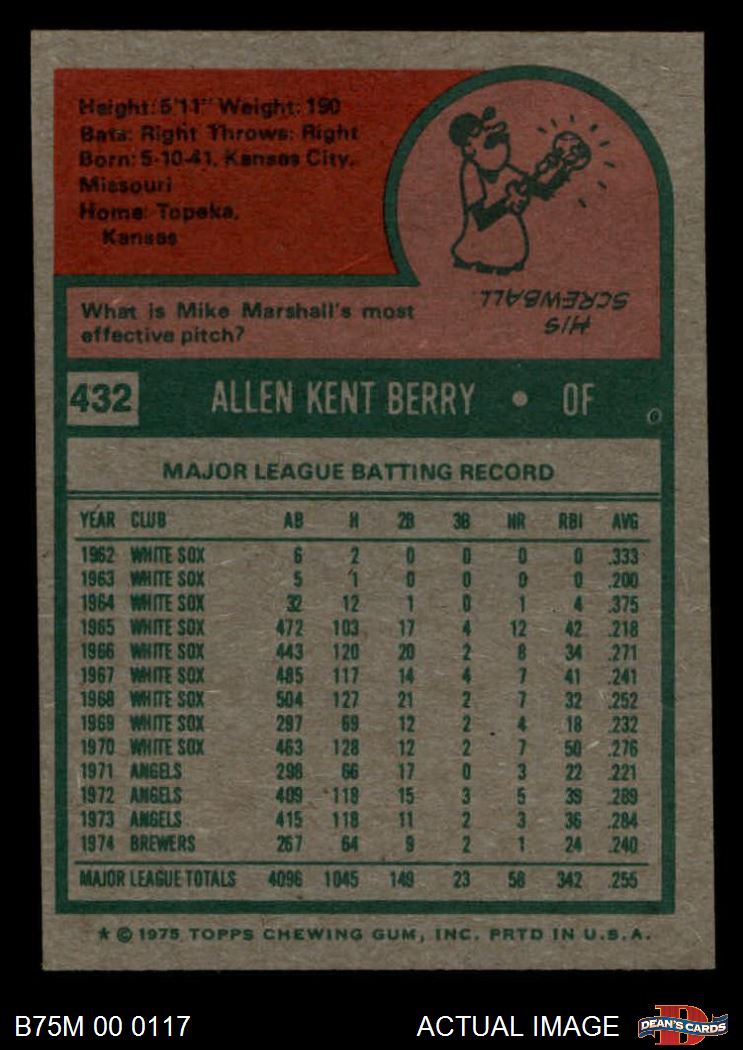 Height: 5'11" Weight: 190
Bats: Right Throws: Right
Born: 5-10-41, Kansas City,
Missouri
Home: Topeka,
Kansas
What is Mike Marshall's most
effective pitch?
HIS
SCREWBALL.
432 ALLEN KENT BERRY • OF
MAJOR LEAGUE BATTING RECORD
YEAR CLUB AB H 2B 3B HR RBI AVG
1962 WHITE SOX 6 2 0 0 0 0 .333
1963 WHITE SOX 5 1 0 0 0 0 .200
1964 WHITE SOX 32 12 1 0 1 4 .375
1965 WHITE SOX 472 103 17 4 12 42 .218
1966 WHITE SOX 443 120 20 2 8 34 .271
1967 WHITE SOX 485 117 14 4 7 41 .241
1968 WHITE SOX 504 127 21 2 7 32 .252
1969 WHITE SOX 297 69 12 2 4 18 .232
1970 WHITE SOX 463 128 12 2 7 50 .276
1971 ANGELS 298 66 17 0 3 22 .221
1972 ANGELS 409 118 15 3 5 39 .289
1973 ANGELS 415 118 11 2 3 36 .284
1974 BREWERS 267 64 9 2 1 24 .240
MAJOR LEAGUE TOTALS 4096 1045 149 23 58 342 .255
★ © 1975 TOPPS CHEWING GUM, INC. PRTD IN U.S.A.
B75M 00 0117 ACTUAL IMAGE DEAN'S CARDS